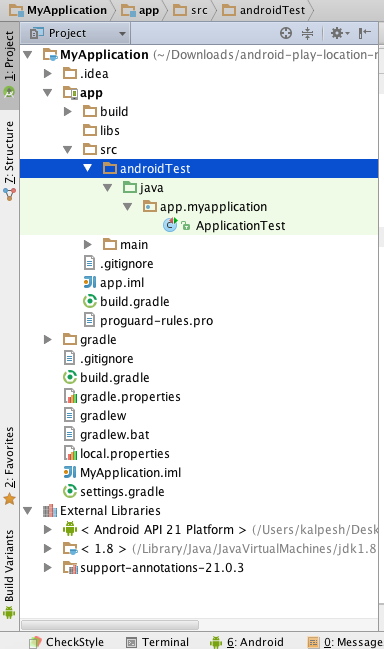 MyApplication app src androidTest
Project
MyApplication (~/Downloads/android-play-location-r
.idea
app
build
libs
src
androidTest
java
app.myapplication
ApplicationTest
main
.gitignore
app.iml
build.gradle
proguard-rules.pro
gradle
.gitignore
build.gradle
gradle.properties
gradlew
gradlew.bat
local.properties
MyApplication.iml
settings.gradle
External Libraries
< Android API 21 Platform > (/Users/kalpesh/Desk
< 1.8 > (/Library/Java/JavaVirtualMachines/jdk1.8
support-annotations-21.0.3
1: Project
7: Structure
2: Favorites
Build Variants
CheckStyle Terminal 6: Android 0: Message